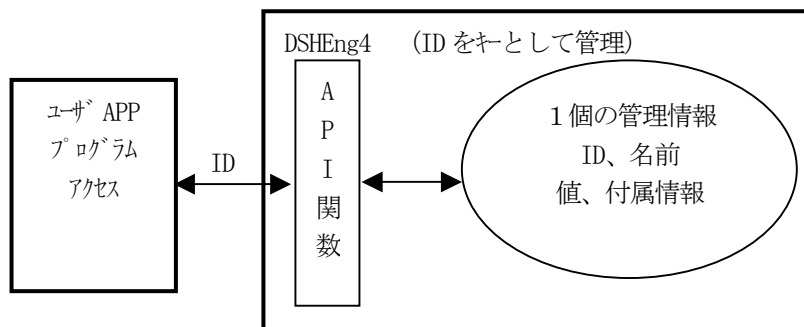 DSHEng4 (IDをキーとして管理)
ユーザ APP
プログラム
アクセス
ID
A
P
I
関
数
1個の管理情報
ID、名前
値、付属情報